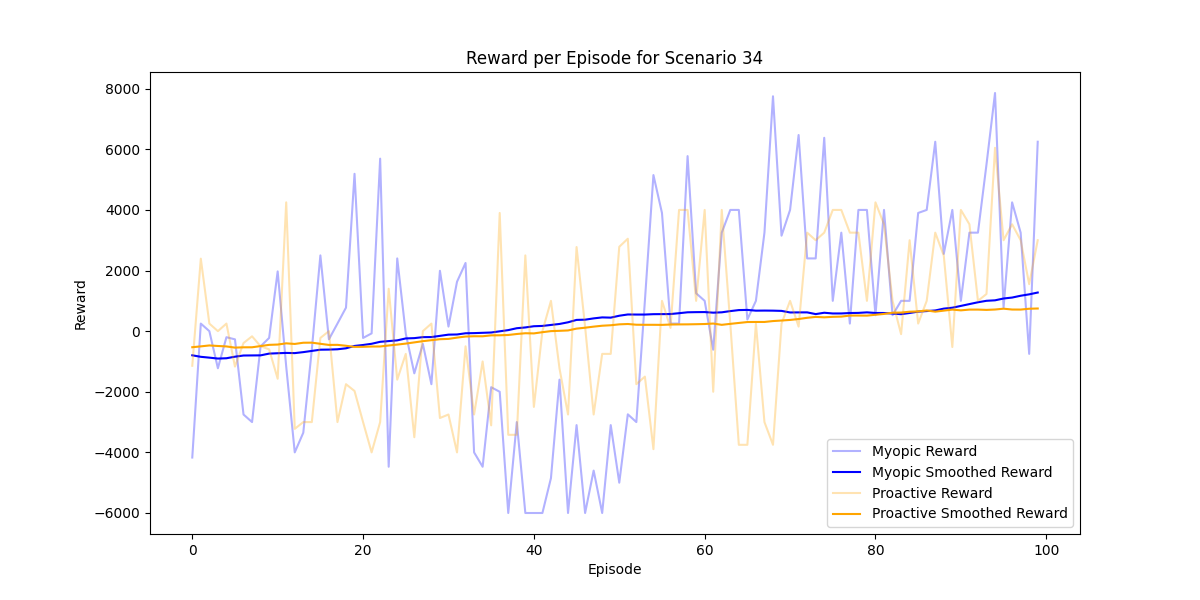 Reward per Episode for Scenario 34
8000
6000
4000
2000
0
−2000
−4000
−6000
Reward
0 20 40 60 80 100
Episode
Myopic Reward
Myopic Smoothed Reward
Proactive Reward
Proactive Smoothed Reward